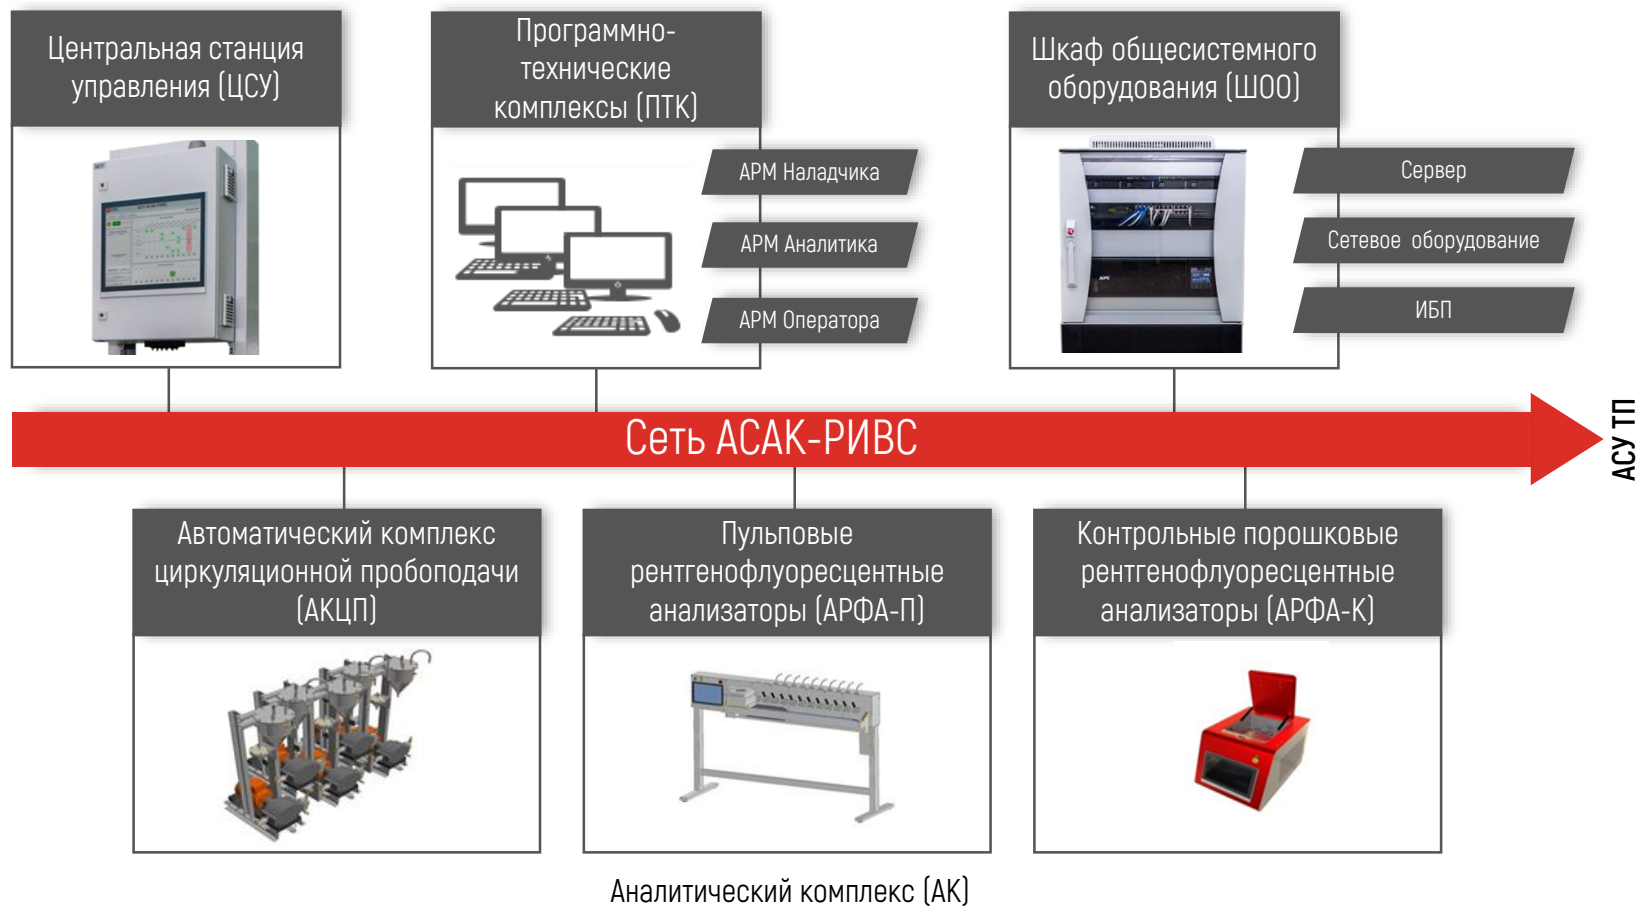 Центральная станция
управления (ЦСУ)
Программно-
технические
комплексы (ПТК)
АРМ Наладчика
АРМ Аналитика
АРМ Оператора
Шкаф общесистемного
оборудования (ШОО)
Сервер
Сетевое оборудование
ИБП
Сеть АСАК-РИВС
АСУ ТП
Автоматический комплекс
циркуляционной пробоподачи
(АКЦП)
Пульповые
рентгенофлуоресцентные
анализаторы (АРФА-П)
Контрольные порошковые
рентгенофлуоресцентные
анализаторы (АРФА-К)
Аналитический комплекс (АК)